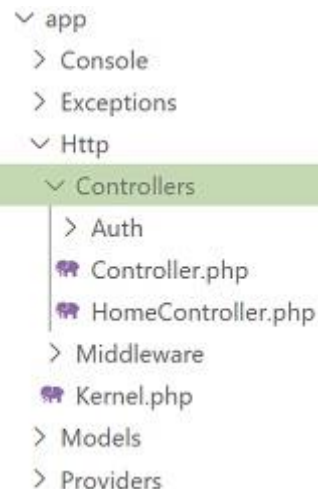 app
Console
Exceptions
Http
Controllers
Auth
Controller.php
HomeController.php
Middleware
Kernel.php
Models
Providers